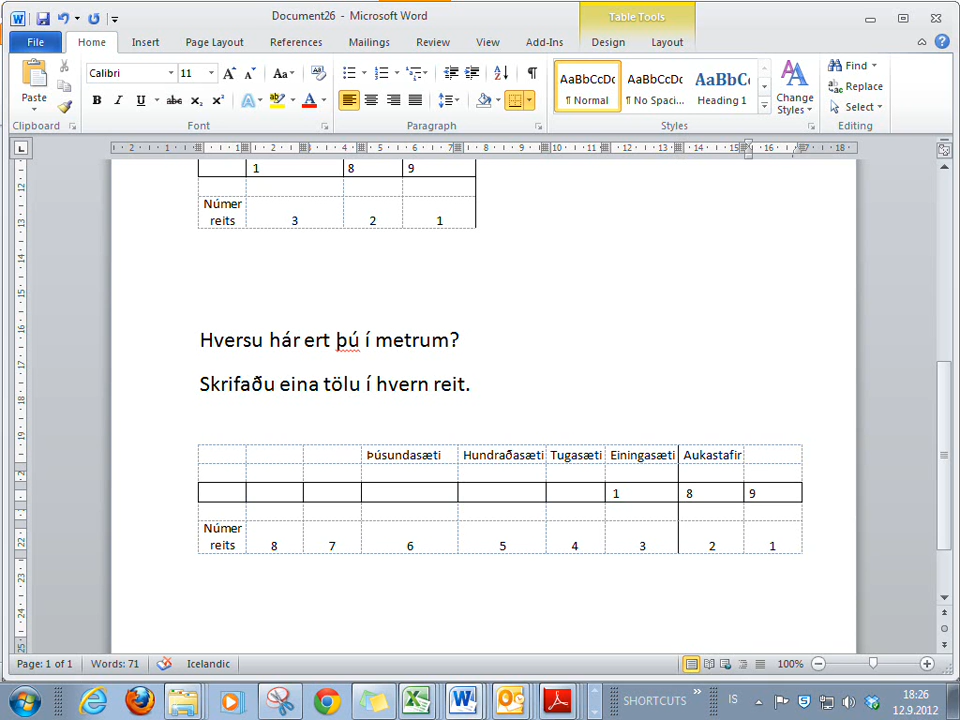 Document26 - Microsoft Word
Table Tools
File Home Insert Page Layout References Mailings Review View Add-Ins Design Layout
Paste
Calibri 11
B I U abc
AaBbCcDc AaBbCcDc AaBbC
¶ Normal ¶ No Spaci... Heading 1
Change Styles
Find
Replace
Select
Clipboard Font Paragraph Styles Editing
1 8 9
Númer reits 3 2 1
Hversu hár ert þú í metrum?
Skrifaðu eina tölu í hvern reit.
Þúsundasæti Hundraðasæti Tugasæti Einingasæti Aukastafir
1 8 9
Númer reits 8 7 6 5 4 3 2 1
Page: 1 of 1 Words: 71 Icelandic 100%
SHORTCUTS IS 18:26
12.9.2012